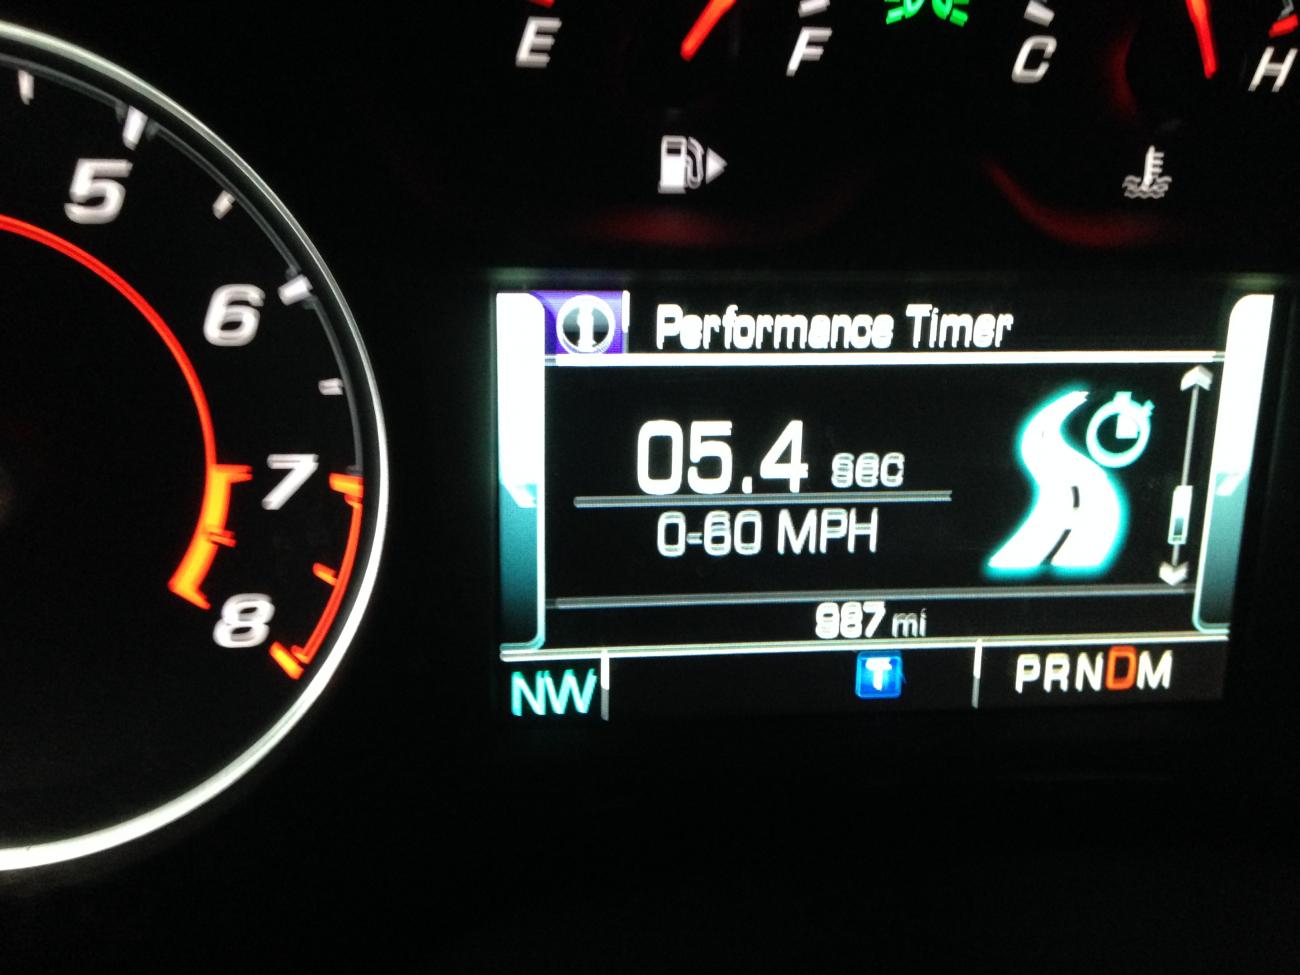 E F C H
5
6
7
8
Performance Timer
05.4 sec
0-60 MPH
987 mi
NW T PRNDM